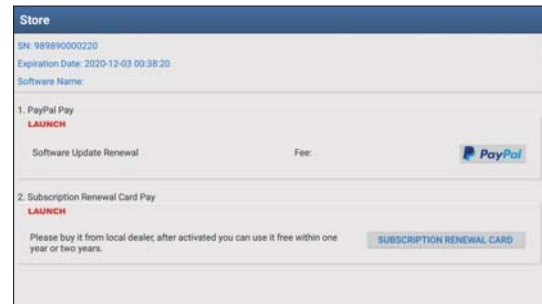 Store
SN: 989890000220
Expiration Date: 2020-12-03 00:38:20
Software Name:
1. PayPal Pay
LAUNCH
Software Update Renewal Fee: PayPal
2. Subscription Renewal Card Pay
LAUNCH
Please buy it from local dealer, after activated you can use it free within one
year or two years.
SUBSCRIPTION RENEWAL CARD